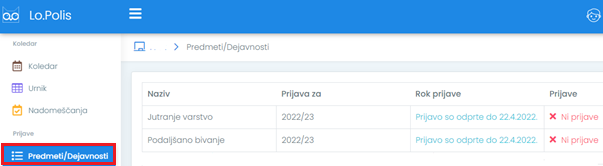 Lo.Polis
Koledar
Koledar
Urnik
Nadomeščanja
Prijave
Predmeti/Dejavnosti
. . . . Predmeti/Dejavnosti
Naziv Prijava za Rok prijave Prijave
Jutranje varstvo 2022/23 Prijavo so odprte do 22.4.2022. Ni prijave
Podaljšano bivanje 2022/23 Prijavo so odprte do 22.4.2022. Ni prijave